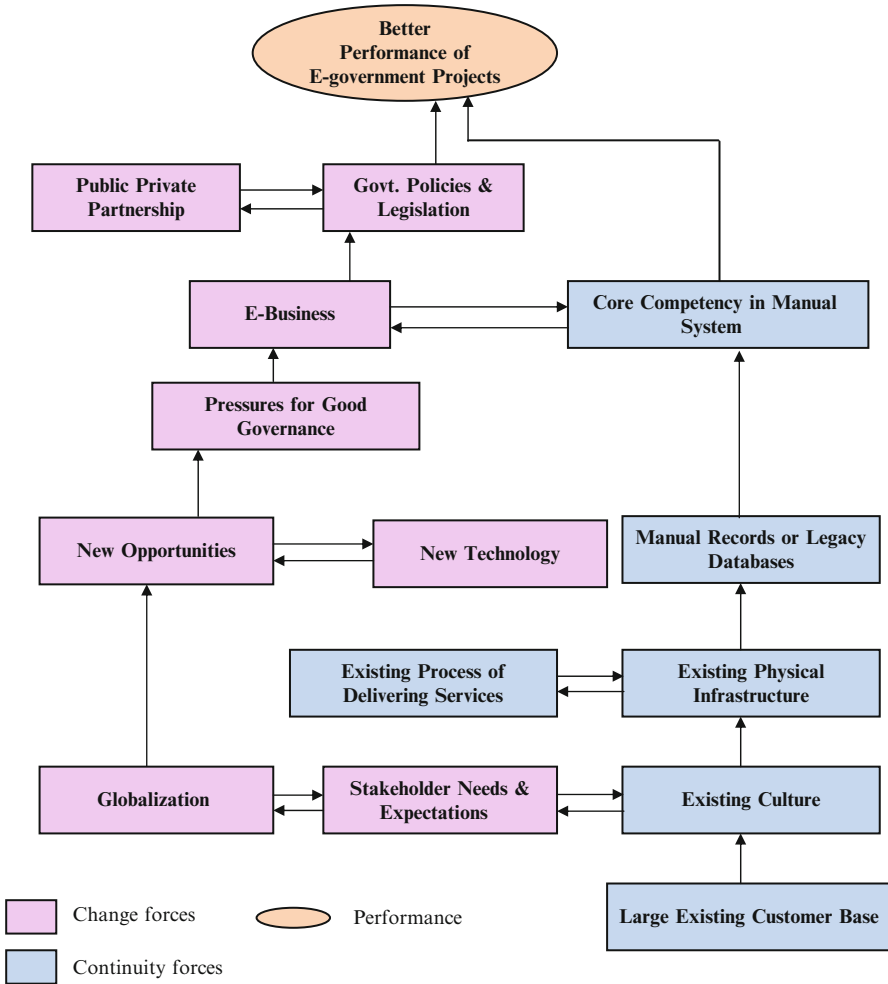 Better
Performance of
E-government Projects
Public Private
Partnership
Govt. Policies &
Legislation
E-Business
Core Competency in Manual
System
Pressures for Good
Governance
New Opportunities
New Technology
Manual Records or Legacy
Databases
Existing Process of
Delivering Services
Existing Physical
Infrastructure
Globalization
Stakeholder Needs &
Expectations
Existing Culture
Large Existing Customer Base
Change forces
Performance
Continuity forces